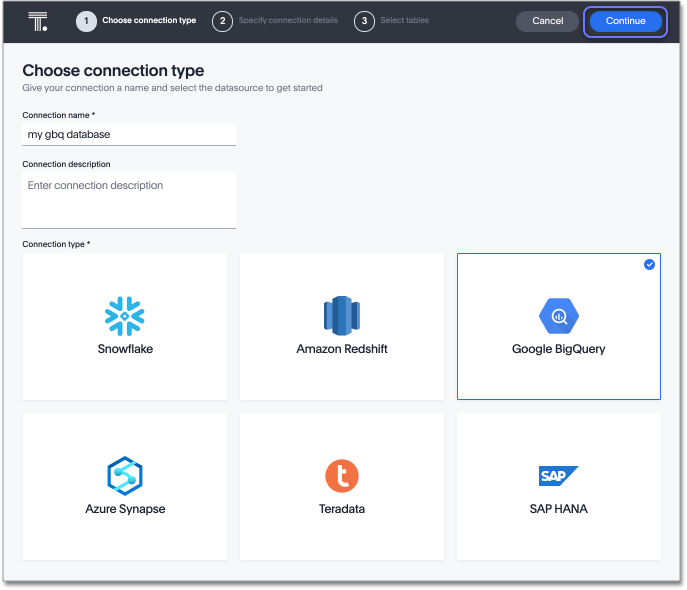 T.
1 Choose connection type 2 Specify connection details 3 Select tables Cancel Continue
Choose connection type
Give your connection a name and select the datasource to get started
Connection name *
my gbq database
Connection description
Enter connection description
Connection type *
Snowflake Amazon Redshift Google BigQuery
t SAP
Azure Synapse Teradata SAP HANA